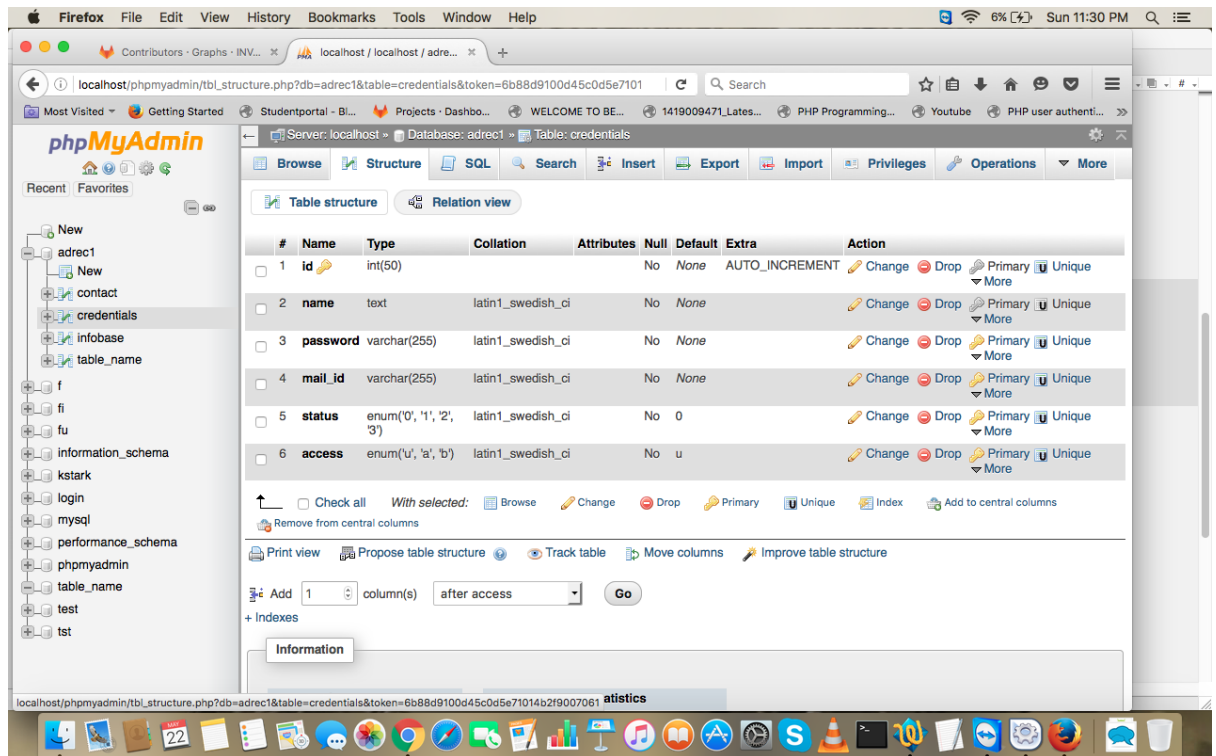 Firefox File Edit View History Bookmarks Tools Window Help 6% Sun 11:30 PM
Contributors · Graphs · INV... × localhost / localhost / adre... × +
localhost/phpmyadmin/tbl_structure.php?db=adrec1&table=credentials&token=6b88d9100d45c0d5e7101 Search
Most Visited Getting Started Studentportal - Bl... Projects · Dashbo... WELCOME TO BE... 1419009471_Lates... PHP Programming... Youtube PHP user authenti... »
phpMyAdmin
Recent Favorites
New
adrec1
New
contact
credentials
infobase
table_name
f
fi
fu
information_schema
kstark
login
mysql
performance_schema
phpmyadmin
table_name
test
tst
Server: localhost » Database: adrec1 » Table: credentials
Browse Structure SQL Search Insert Export Import Privileges Operations More
Table structure Relation view
# Name Type Collation Attributes Null Default Extra Action
1 id int(50) No None AUTO_INCREMENT Change Drop Primary Unique
More
2 name text latin1_swedish_ci No None Change Drop Primary Unique
More
3 password varchar(255) latin1_swedish_ci No None Change Drop Primary Unique
More
4 mail_id varchar(255) latin1_swedish_ci No None Change Drop Primary Unique
More
5 status enum('0', '1', '2', latin1_swedish_ci No 0 Change Drop Primary Unique
'3') More
6 access enum('u', 'a', 'b') latin1_swedish_ci No u Change Drop Primary Unique
More
Check all With selected: Browse Change Drop Primary Unique Index Add to central columns
Remove from central columns
Print view Propose table structure Track table Move columns Improve table structure
Add 1 column(s) after access Go
+ Indexes
Information
atistics
localhost/phpmyadmin/tbl_structure.php?db=adrec1&table=credentials&token=6b88d9100d45c0d5e71014b2f9007061
MAY
22